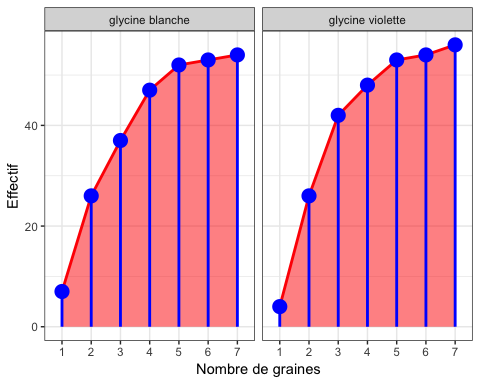 glycine blanche
glycine violette
Effectif
40
20
0
1 2 3 4 5 6 7
1 2 3 4 5 6 7
Nombre de graines